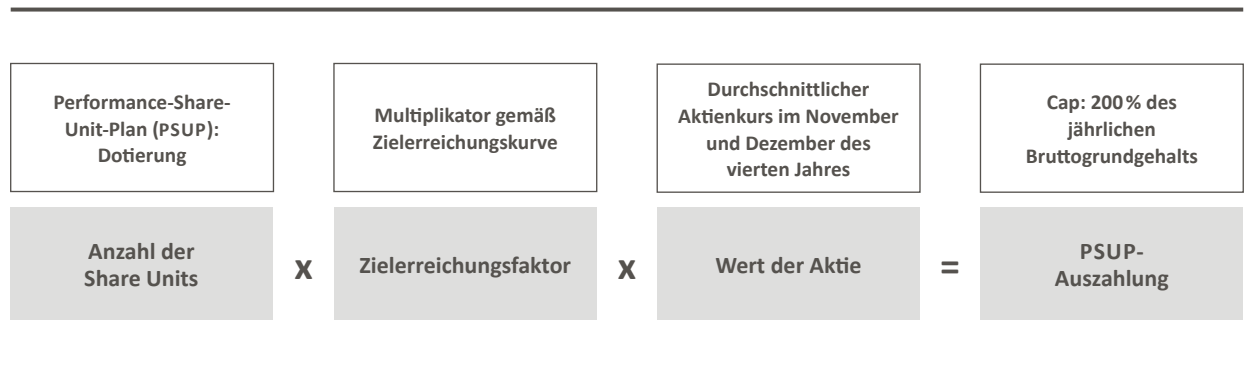 Performance-Share-
Unit-Plan (PSUP):
Dotierung
Multiplikator gemäß
Zielerreichungskurve
Durchschnittlicher
Aktienkurs im November
und Dezember des
vierten Jahres
Cap: 200 % des
jährlichen
Bruttogrundgehalts
Anzahl der
Share Units
x
Zielerreichungsfaktor
x
Wert der Aktie
=
PSUP-
Auszahlung